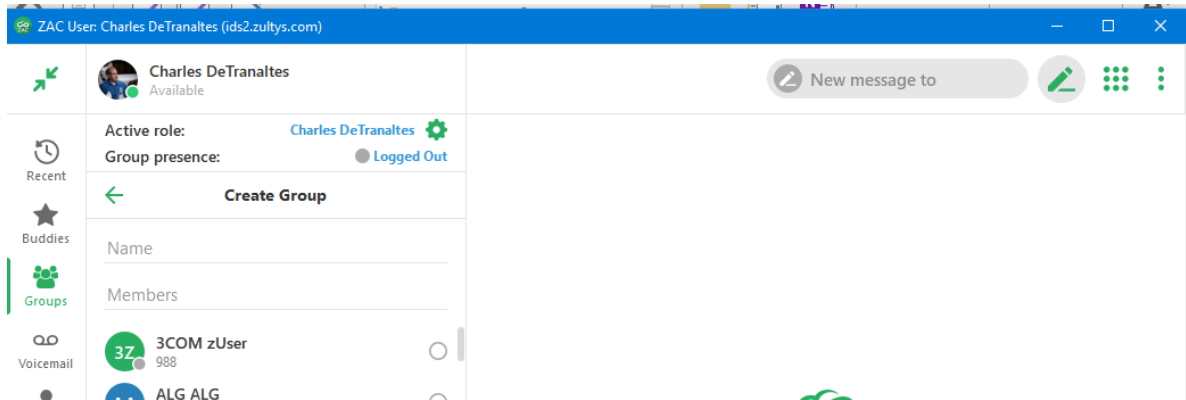 ZAC User: Charles DeTranaltes (ids2.zultys.com)
Charles DeTranaltes
Available
New message to
Active role: Charles DeTranaltes
Group presence: Logged Out
Recent
Create Group
Buddies
Name
Groups
Members
Voicemail
3Z
3COM zUser
988
ALG ALG